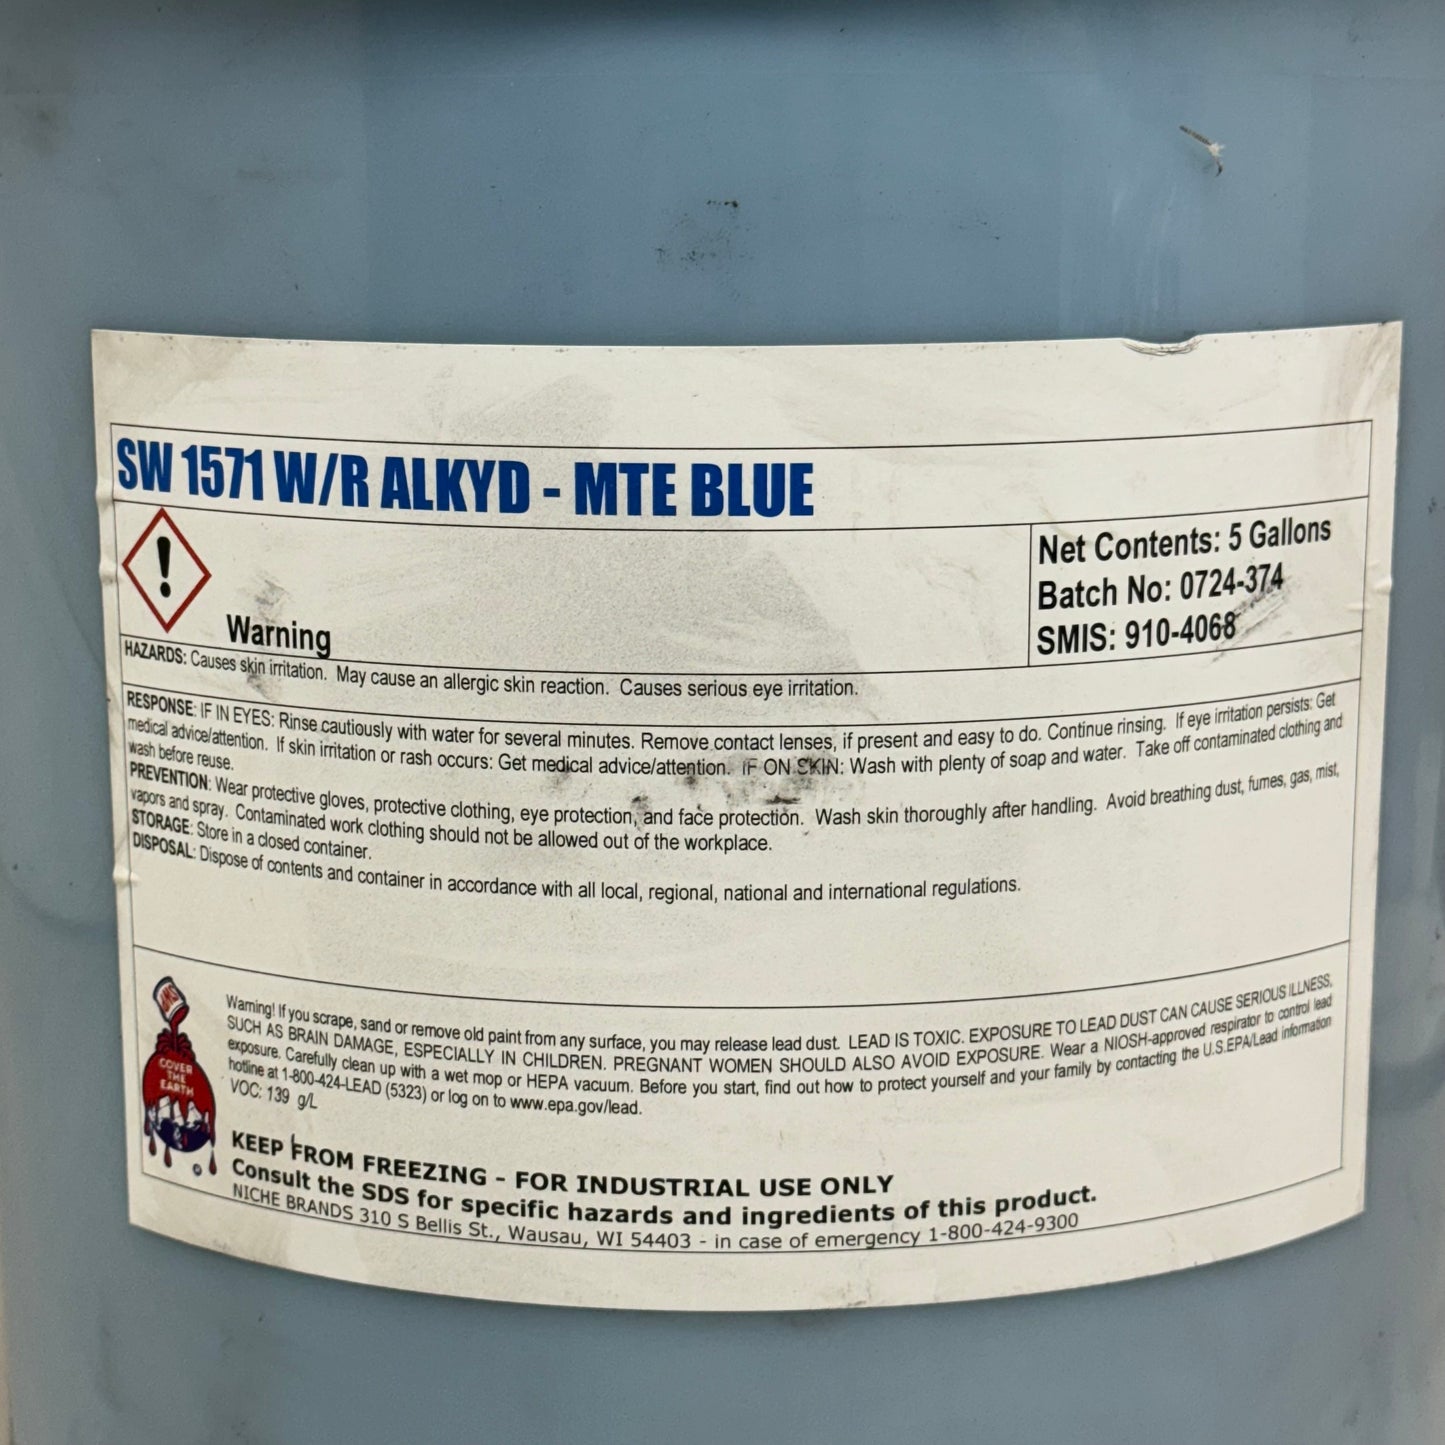 SW 1571 W/R ALKYD - MTE BLUE
Warning
Net Contents: 5 Gallons
Batch No: 0724-374
SMIS: 910-4068
HAZARDS: Causes skin irritation. May cause an allergic skin reaction. Causes serious eye irritation.
RESPONSE: IF IN EYES: Rinse cautiously with water for several minutes. Remove contact lenses, if present and easy to do. Continue rinsing. If eye irritation persists: Get
medical advice/attention. If skin irritation or rash occurs: Get medical advice/attention. IF ON SKIN: Wash with plenty of soap and water. Take off contaminated clothing and
wash before reuse.
PREVENTION: Wear protective gloves, protective clothing, eye protection, and face protection. Wash skin thoroughly after handling. Avoid breathing dust, fumes, gas, mist,
vapors and spray. Contaminated work clothing should not be allowed out of the workplace.
STORAGE: Store in a closed container.
DISPOSAL: Dispose of contents and container in accordance with all local, regional, national and international regulations.
COVER
THE
EARTH
Warning! If you scrape, sand or remove old paint from any surface, you may release lead dust. LEAD IS TOXIC. EXPOSURE TO LEAD DUST CAN CAUSE SERIOUS ILLNESS,
SUCH AS BRAIN DAMAGE, ESPECIALLY IN CHILDREN. PREGNANT WOMEN SHOULD ALSO AVOID EXPOSURE. Wear a NIOSH-approved respirator to control lead
exposure. Carefully clean up with a wet mop or HEPA vacuum. Before you start, find out how to protect yourself and your family by contacting the U.S.EPA/Lead information
hotline at 1-800-424-LEAD (5323) or log on to www.epa.gov/lead.
VOC: 139 g/L
KEEP FROM FREEZING - FOR INDUSTRIAL USE ONLY
Consult the SDS for specific hazards and ingredients of this product.
NICHE BRANDS 310 S Bellis St., Wausau, WI 54403 - in case of emergency 1-800-424-9300